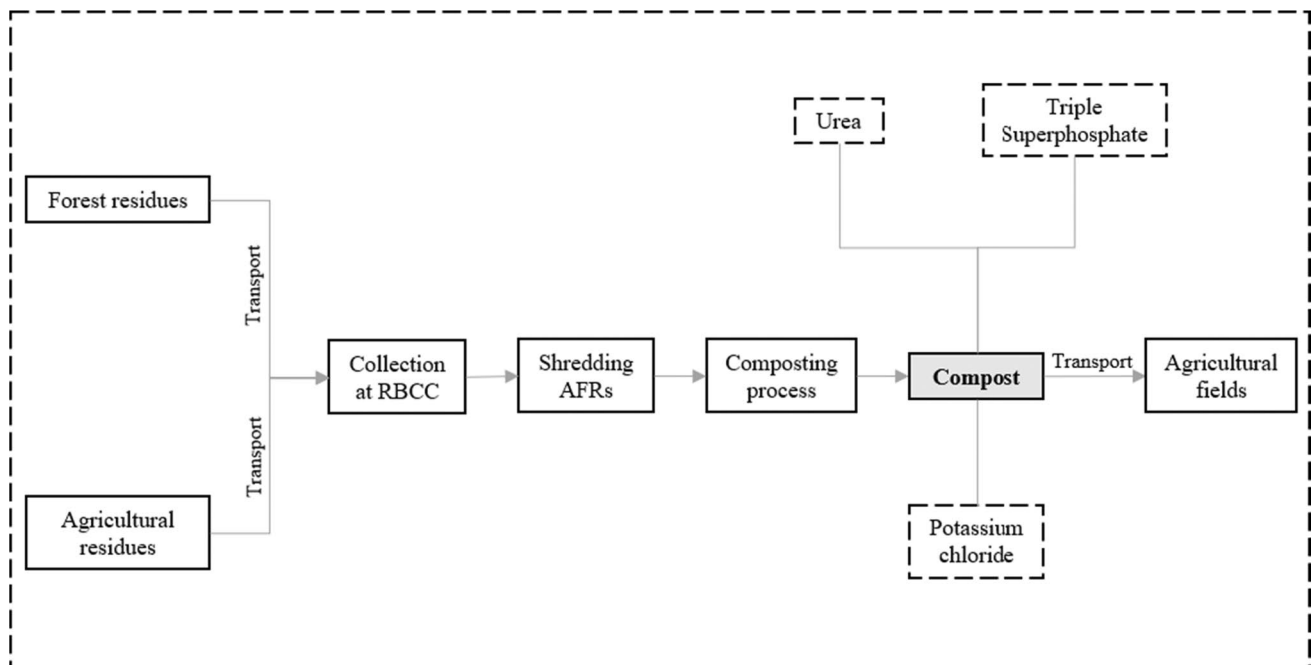 Urea
Triple
Superphosphate
Forest residues
Transport
Transport
Collection
at RBCC
Shredding
AFRs
Composting
process
Compost
Transport
Agricultural
fields
Agricultural
residues
Potassium
chloride